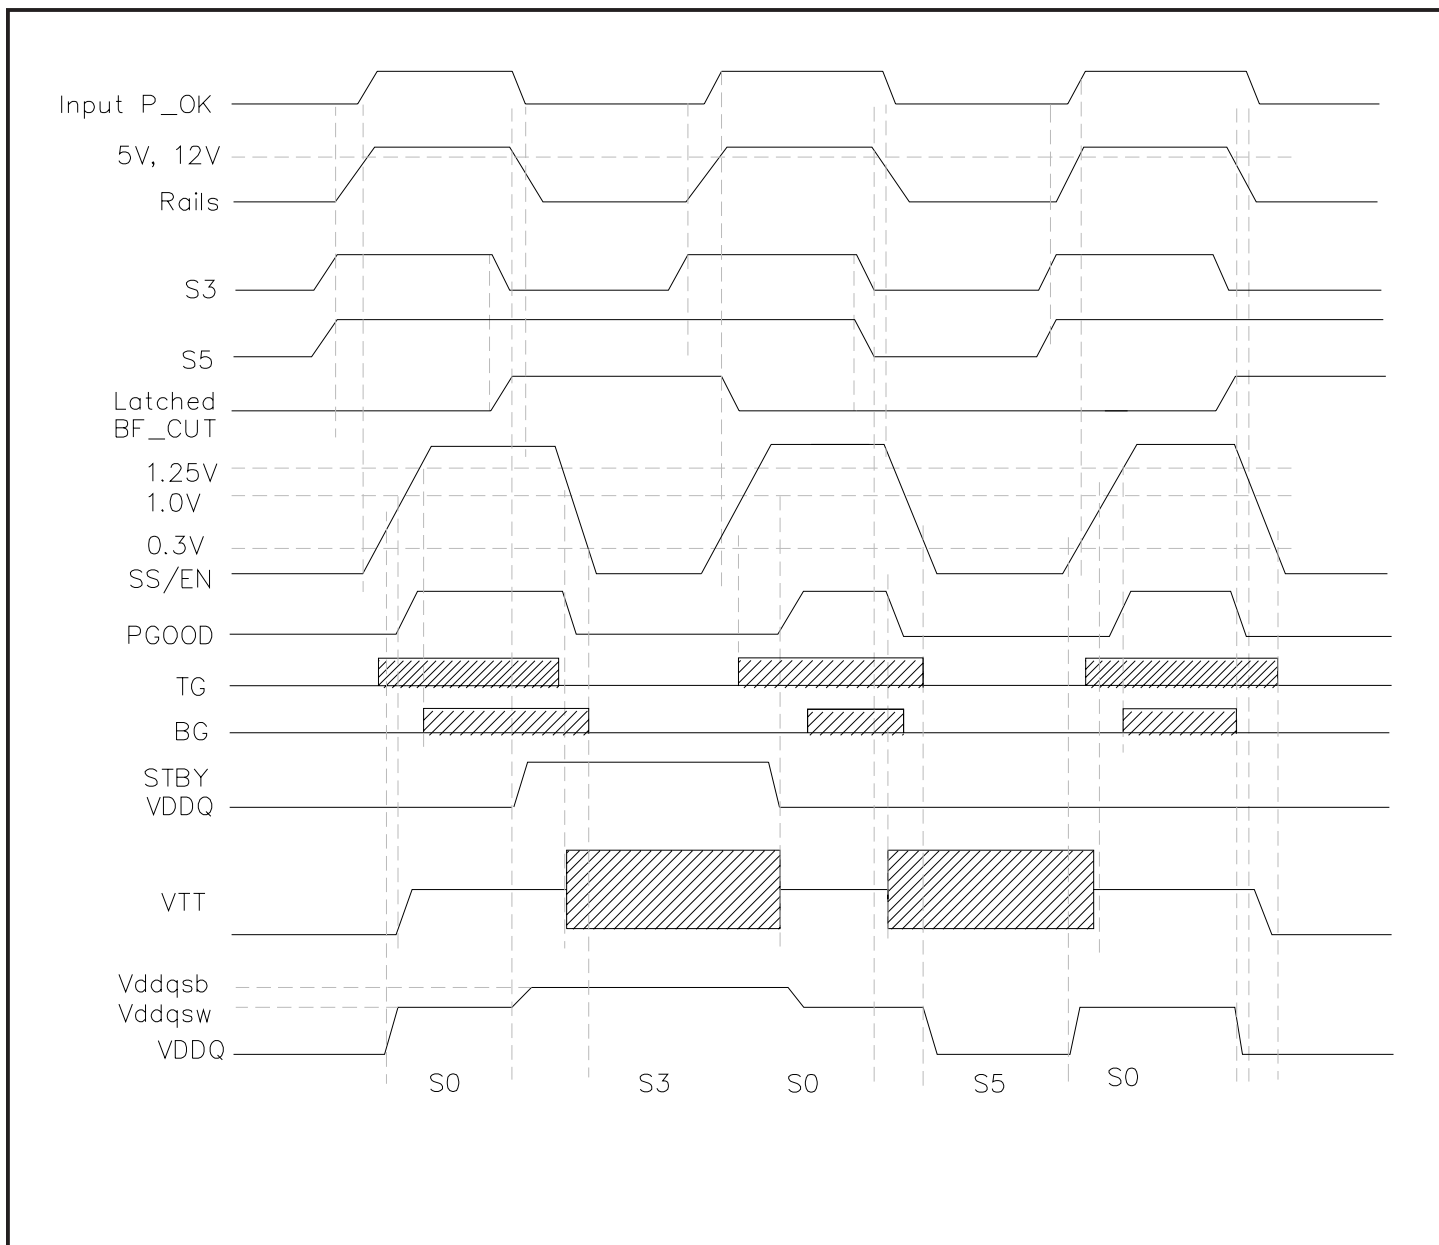 Input P_OK
5V, 12V
Rails
S3
S5
Latched
BF_CUT
1.25V
1.0V
0.3V
SS/EN
PGOOD
TG
BG
STBY
VDDQ
VTT
Vddqsb
Vddqsw
VDDQ
S0 S3 S0 S5 S0